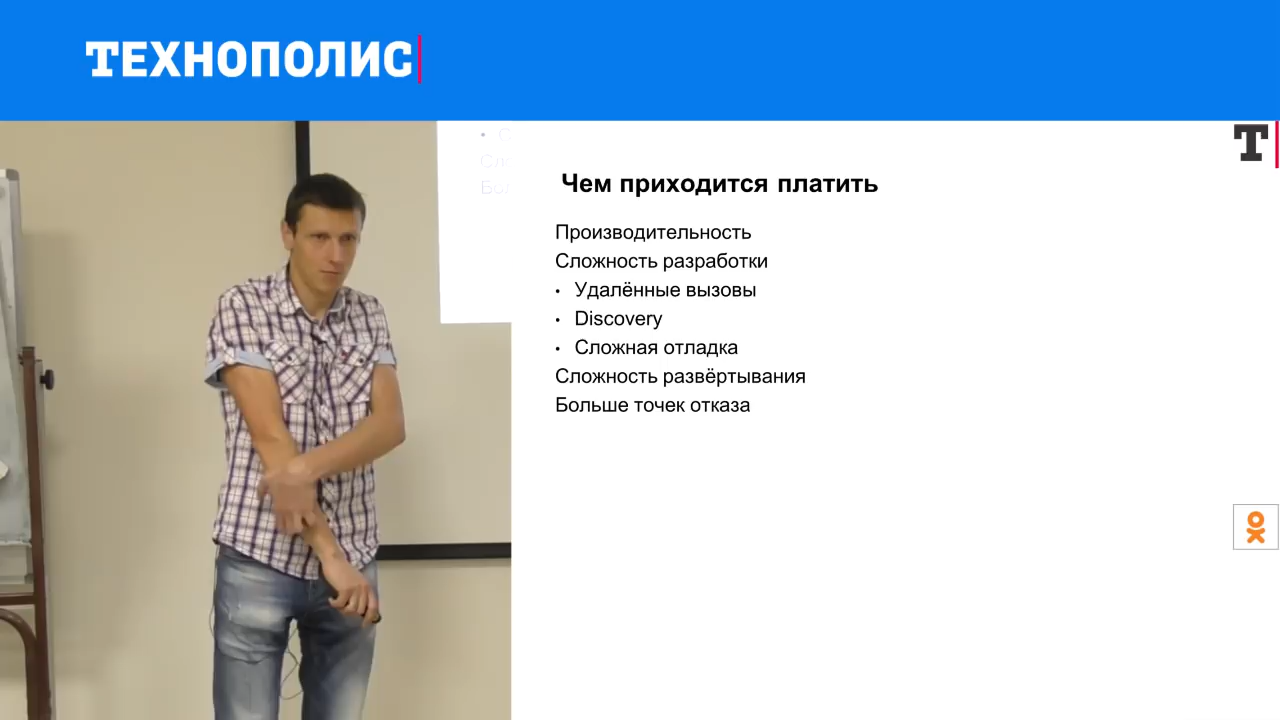 ТЕХНОПОЛИС
Т
Чем приходится платить
Производительность
Сложность разработки
• Удалённые вызовы
• Discovery
• Сложная отладка
Сложность развёртывания
Больше точек отказа